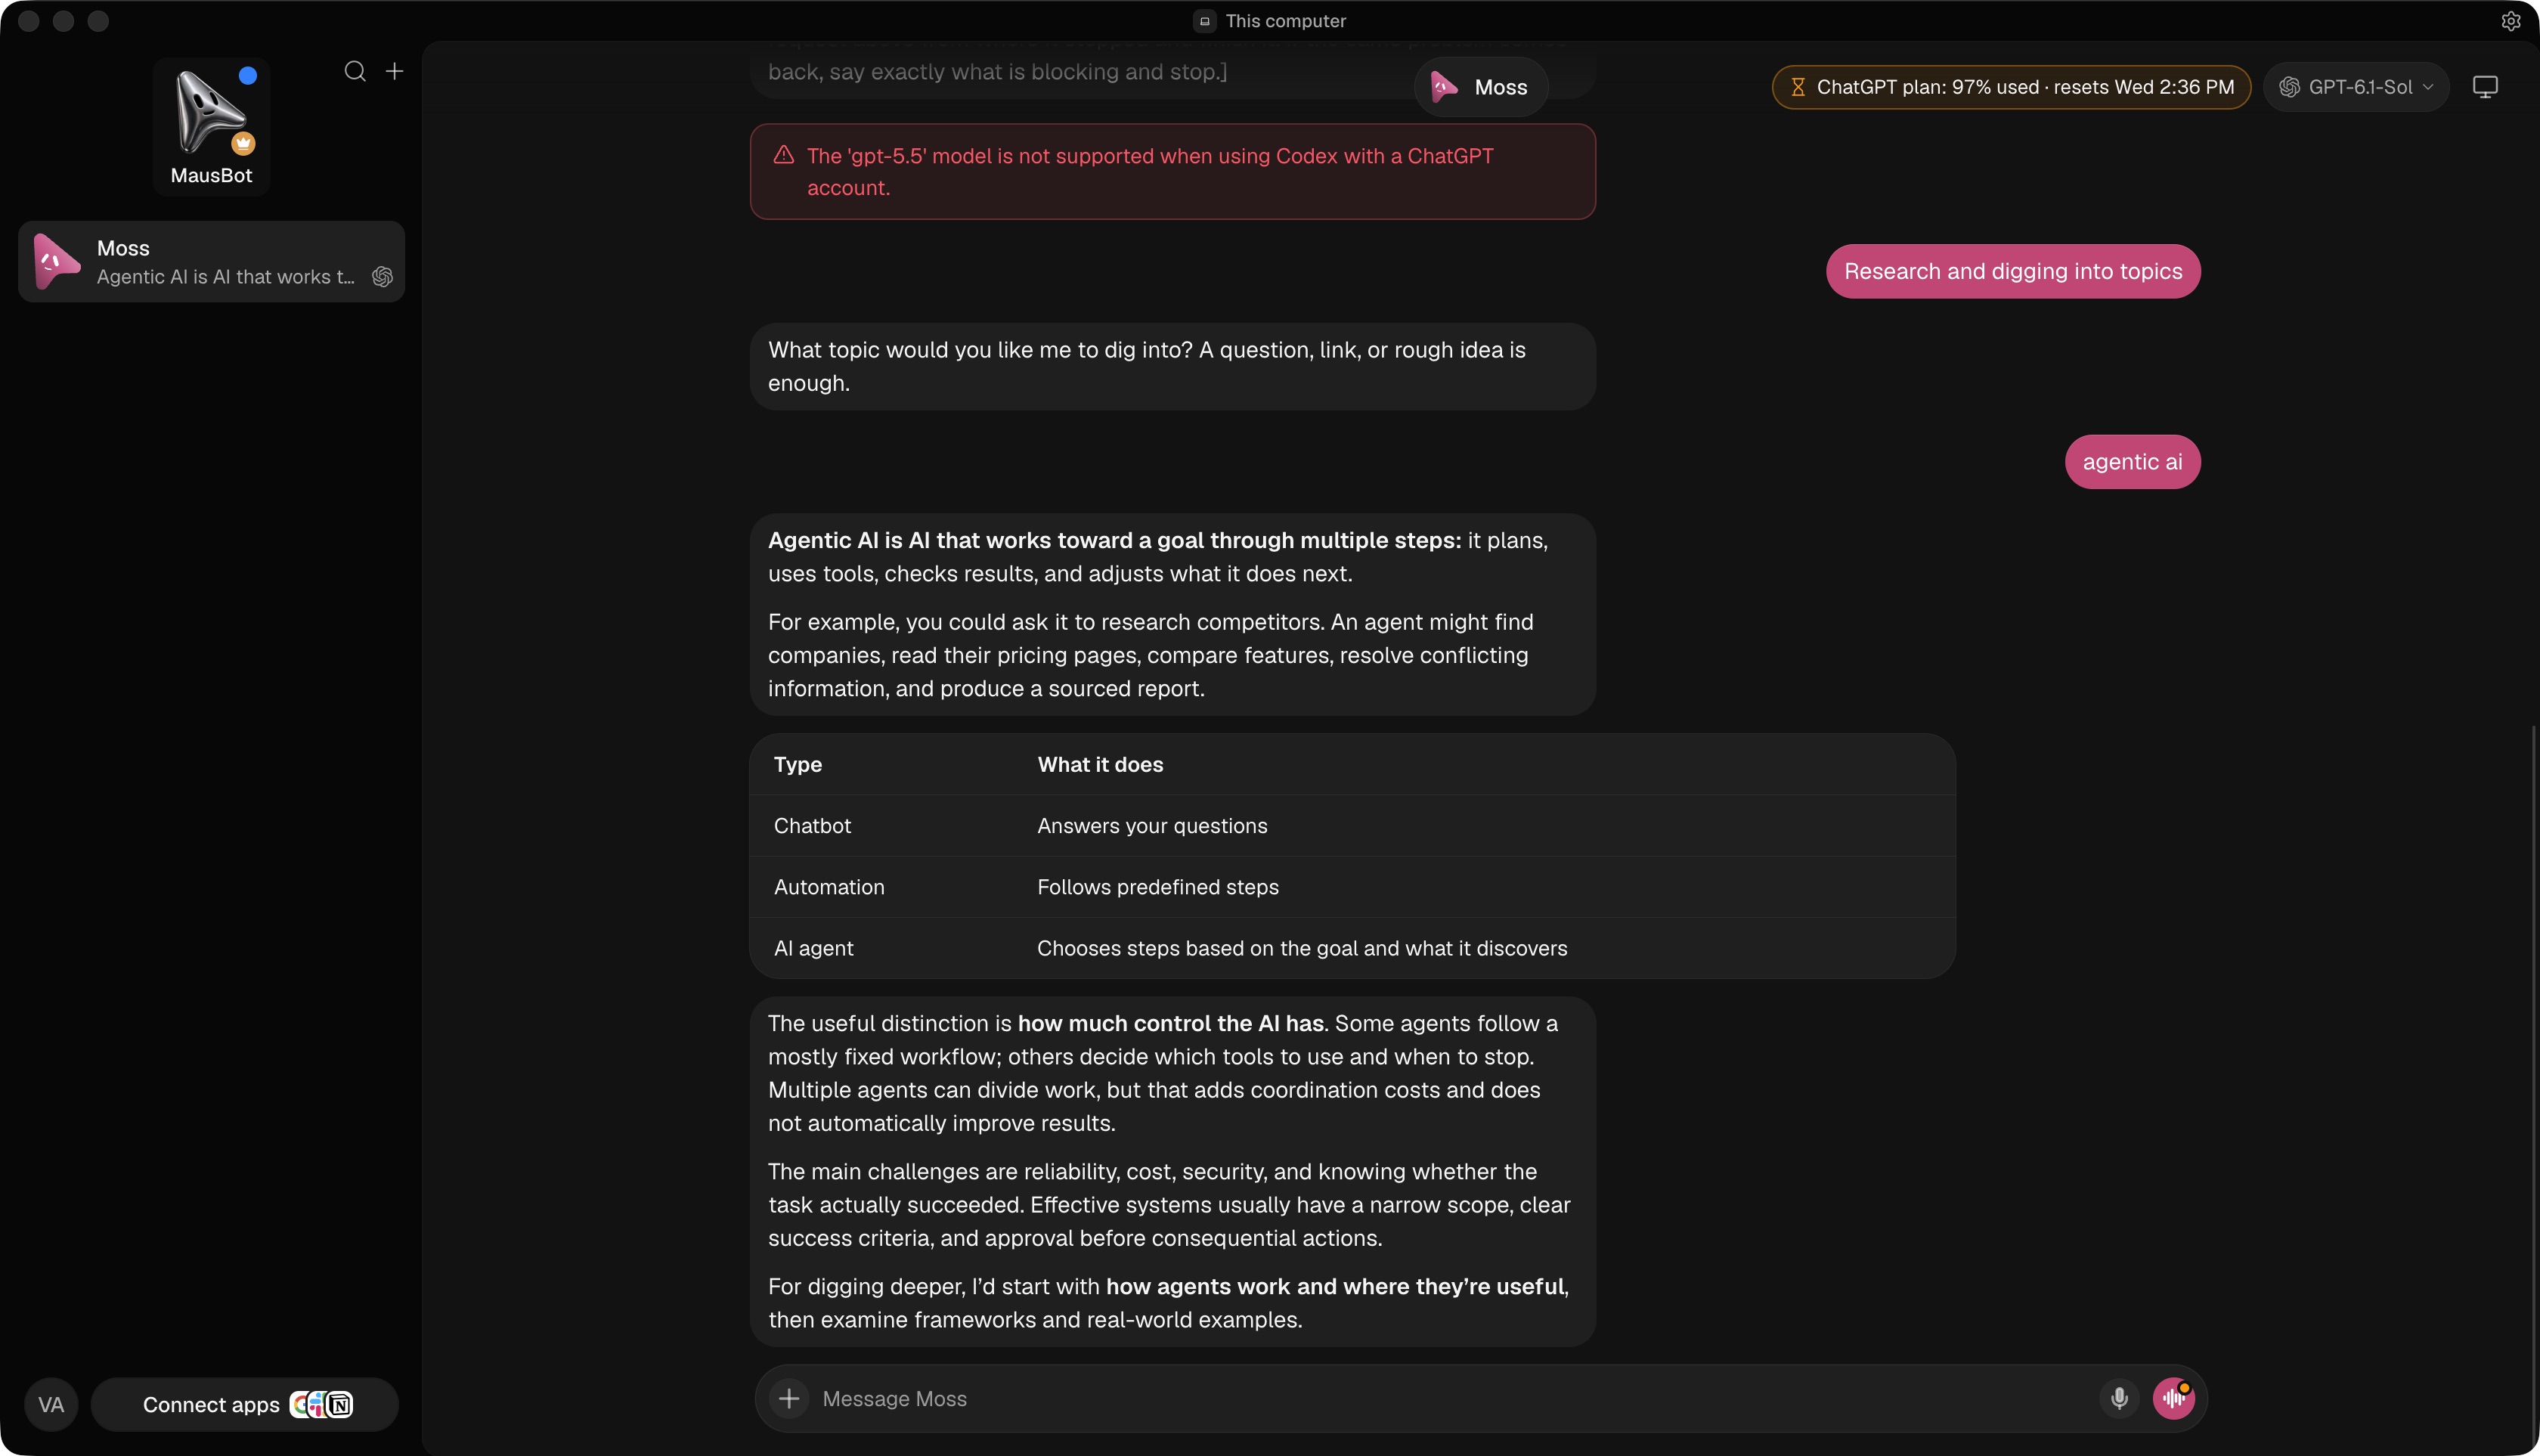 This computer
MausBot
Moss
Agentic AI is AI that works t...
back, say exactly what is blocking and stop.]
Moss
ChatGPT plan: 97% used · resets Wed 2:36 PM
GPT-6.1-Sol
The 'gpt-5.5' model is not supported when using Codex with a ChatGPT
account.
Research and digging into topics
What topic would you like me to dig into? A question, link, or rough idea is
enough.
agentic ai
Agentic AI is AI that works toward a goal through multiple steps: it plans,
uses tools, checks results, and adjusts what it does next.
For example, you could ask it to research competitors. An agent might find
companies, read their pricing pages, compare features, resolve conflicting
information, and produce a sourced report.
Type What it does
Chatbot Answers your questions
Automation Follows predefined steps
AI agent Chooses steps based on the goal and what it discovers
The useful distinction is how much control the AI has. Some agents follow a
mostly fixed workflow; others decide which tools to use and when to stop.
Multiple agents can divide work, but that adds coordination costs and does
not automatically improve results.
The main challenges are reliability, cost, security, and knowing whether the
task actually succeeded. Effective systems usually have a narrow scope, clear
success criteria, and approval before consequential actions.
For digging deeper, I’d start with how agents work and where they’re useful,
then examine frameworks and real-world examples.
Message Moss
VA
Connect apps